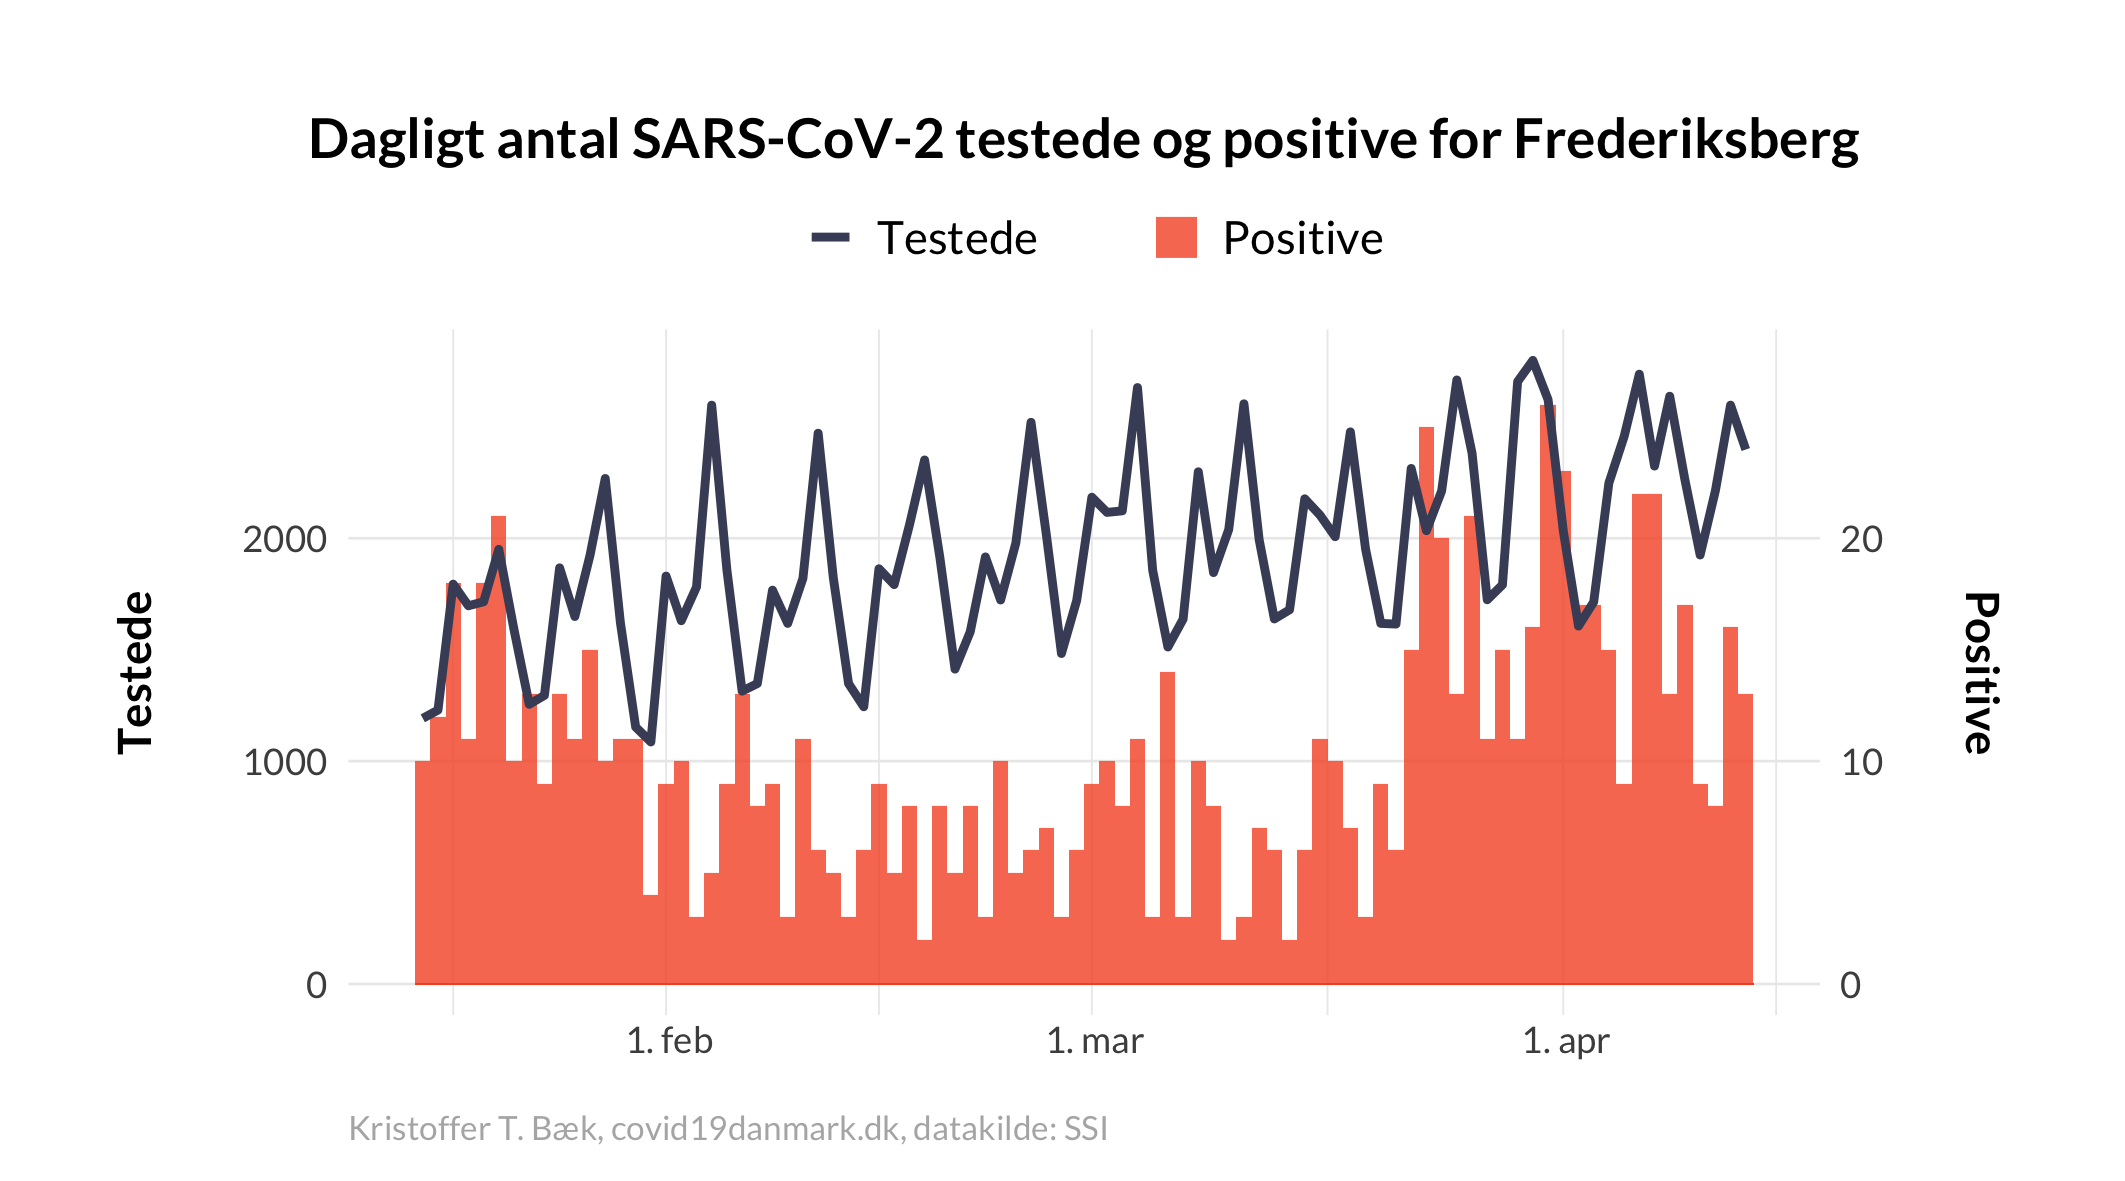 Dagligt antal SARS-CoV-2 testede og positive for Frederiksberg
Testede
Positive
2000
1000
0
Testede
20
10
0
Positive
1. feb
1. mar
1. apr
Kristoffer T. Bæk, covid19danmark.dk, datakilde: SSI